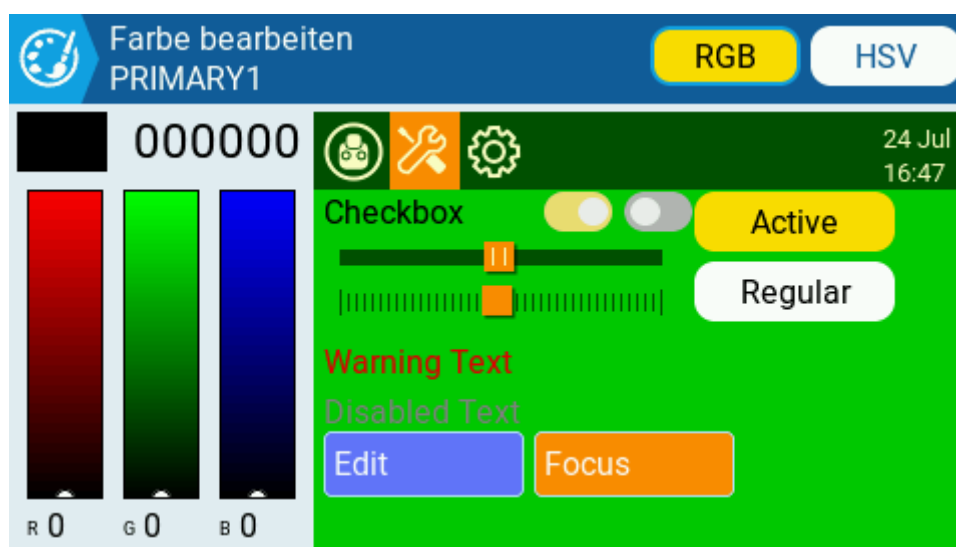 Farbe bearbeiten
PRIMARY1
RGB
HSV
000000
24 Jul
16:47
Checkbox
Active
Regular
Warning Text
Disabled Text
Edit
Focus
R 0
G 0
B 0